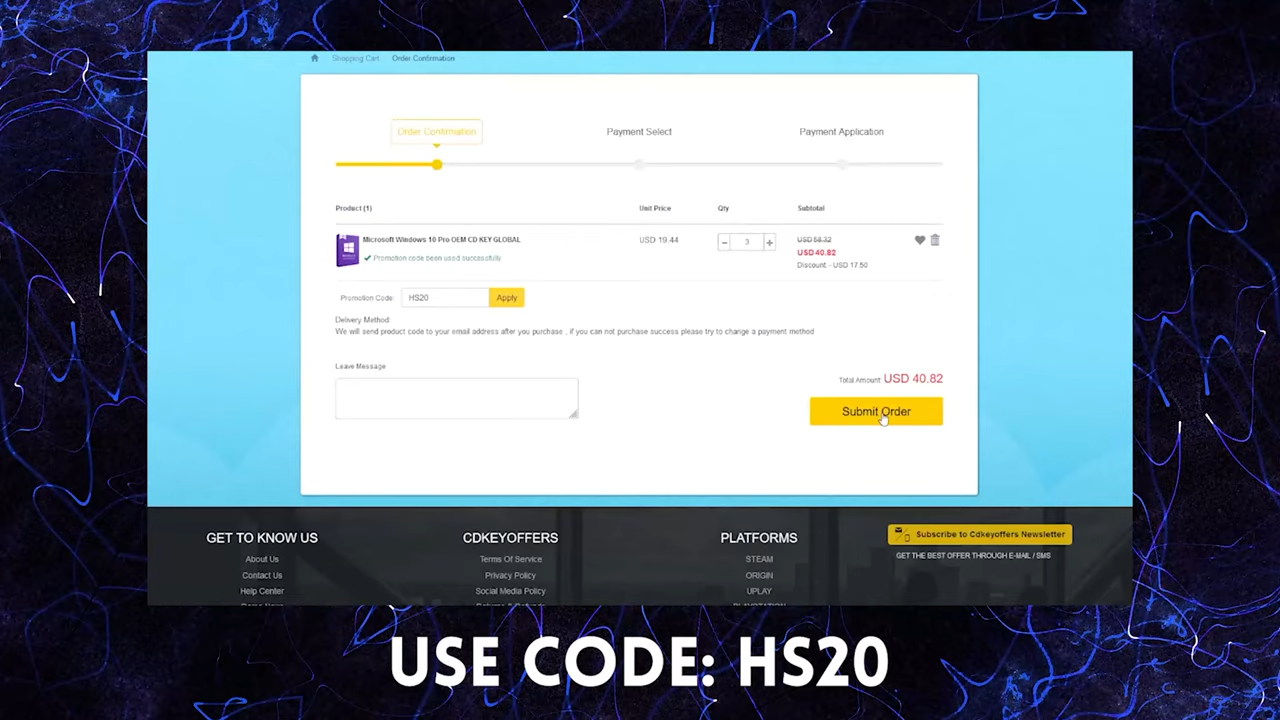 Shopping Cart Order Confirmation
Order Confirmation Payment Select Payment Application
Product (1) Unit Price Qty Subtotal
Microsoft Windows 10 Pro OEM CD KEY GLOBAL USD 19.44 3 USD 58.32
Promotion code been used successfully USD 40.82
Discount: - USD 17.50
Promotion Code: HS20 Apply
Delivery Method:
We will send product code to your email address after you purchase , if you can not purchase success please try to change a payment method
Leave Message
Total Amount: USD 40.82
Submit Order
GET TO KNOW US CDKEYOFFERS PLATFORMS Subscribe to Cdkeyoffers Newsletter
About Us Terms Of Service STEAM GET THE BEST OFFER THROUGH E-MAIL / SMS
Contact Us Privacy Policy ORIGIN
Help Center Social Media Policy UPLAY
USE CODE: HS20